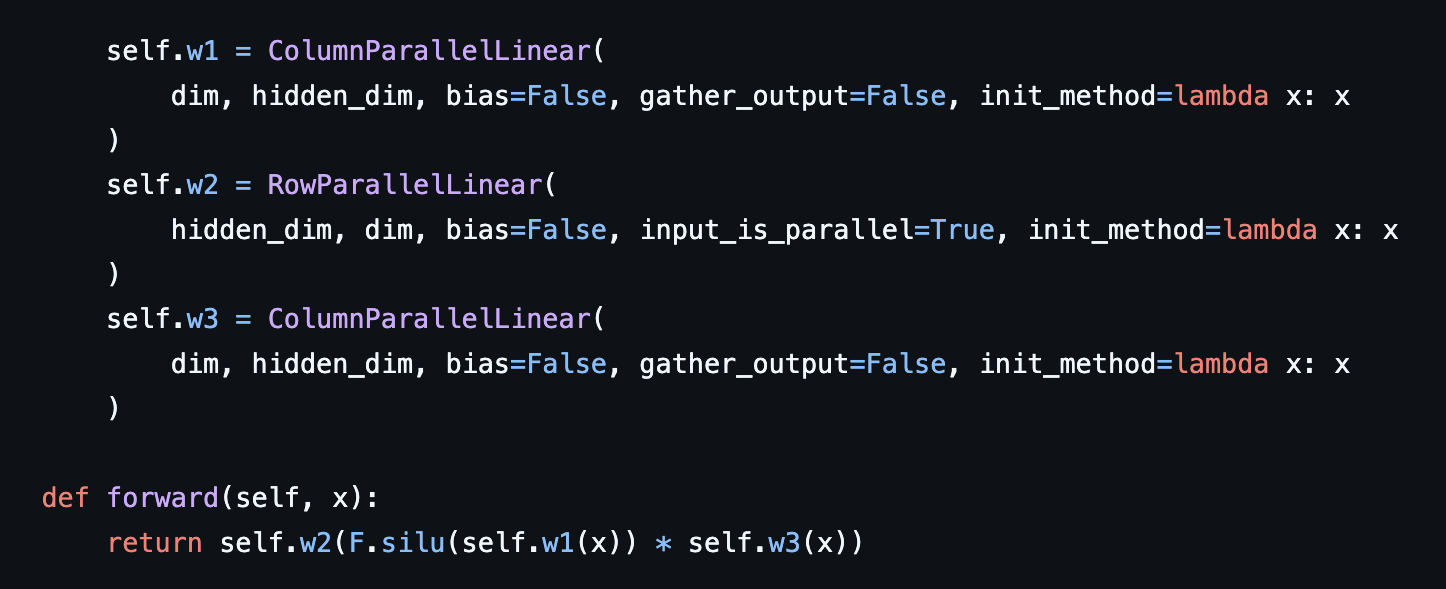 self.w1 = ColumnParallelLinear(
dim, hidden_dim, bias=False, gather_output=False, init_method=lambda x: x
)
self.w2 = RowParallelLinear(
hidden_dim, dim, bias=False, input_is_parallel=True, init_method=lambda x: x
)
self.w3 = ColumnParallelLinear(
dim, hidden_dim, bias=False, gather_output=False, init_method=lambda x: x
)
def forward(self, x):
return self.w2(F.silu(self.w1(x)) * self.w3(x))